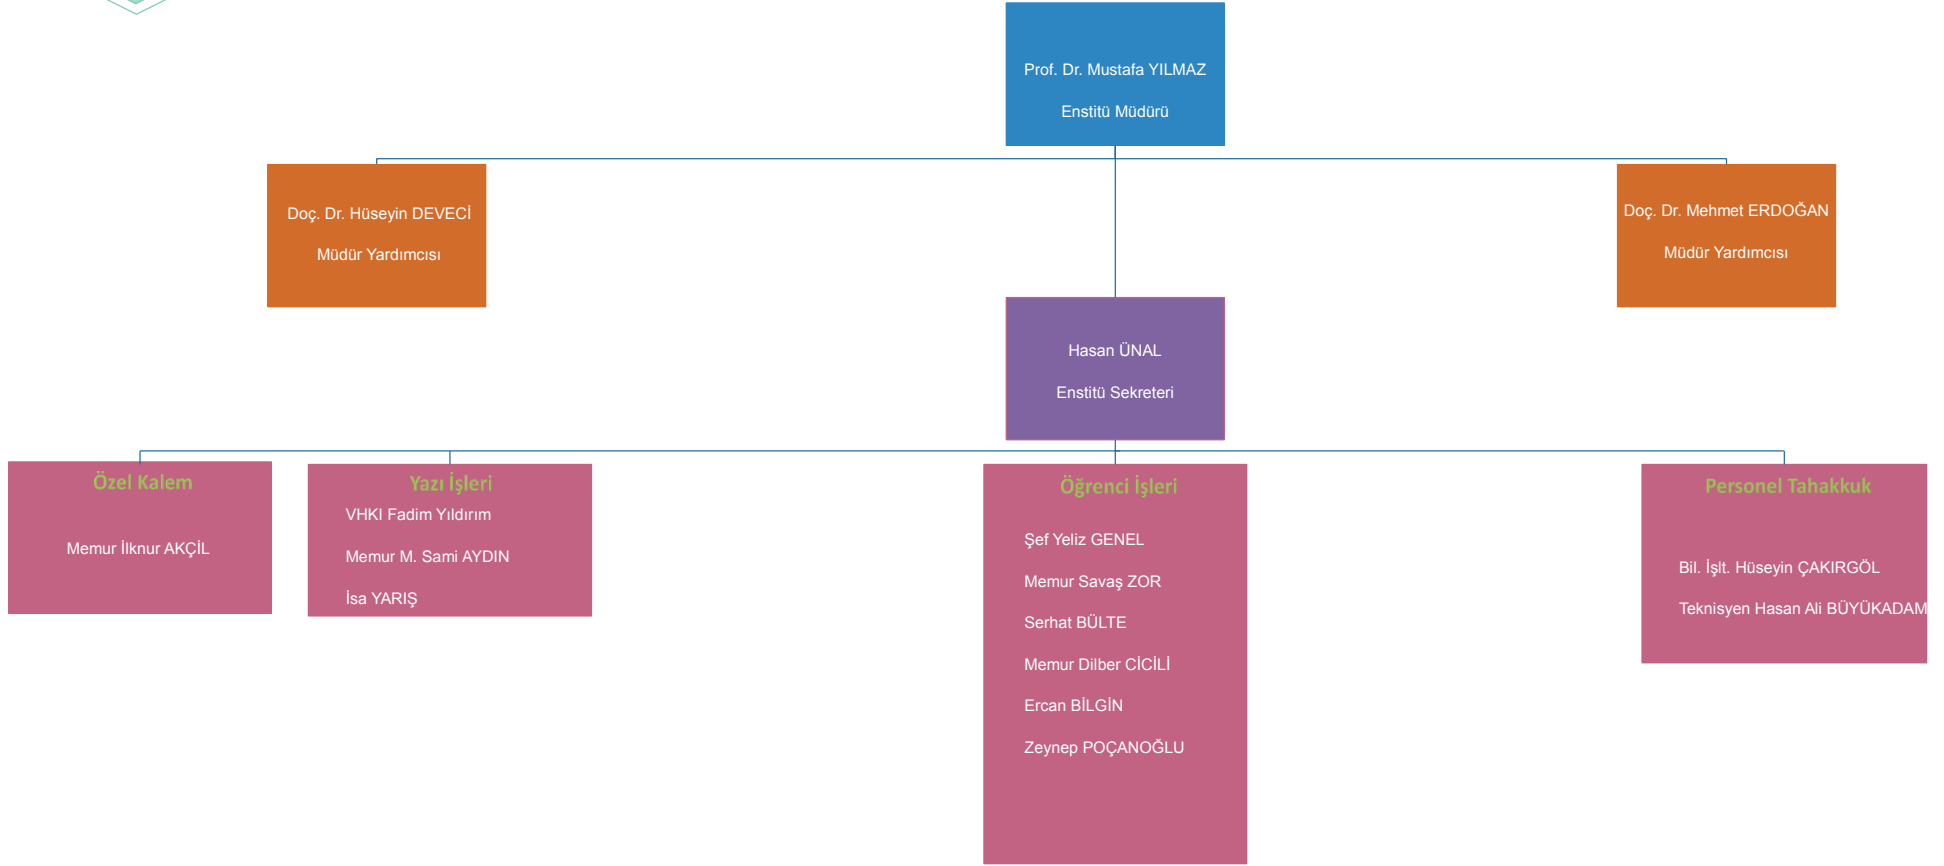 Prof. Dr. Mustafa YILMAZ
Enstitü Müdürü
Doç. Dr. Hüseyin DEVECİ
Müdür Yardımcısı
Doç. Dr. Mehmet ERDOĞAN
Müdür Yardımcısı
Hasan ÜNAL
Enstitü Sekreteri
Özel Kalem
Memur İlknur AKÇİL
Yazı İşleri
VHKI Fadim Yıldırım
Memur M. Sami AYDIN
İsa YARIŞ
Öğrenci İşleri
Şef Yeliz GENEL
Memur Savaş ZOR
Serhat BÜLTE
Memur Dilber CİCİLİ
Ercan BİLGİN
Zeynep POÇANOĞLU
Personel Tahakkuk
Bil. İşlt. Hüseyin ÇAKIRGÖL
Teknisyen Hasan Ali BÜYÜKADAM